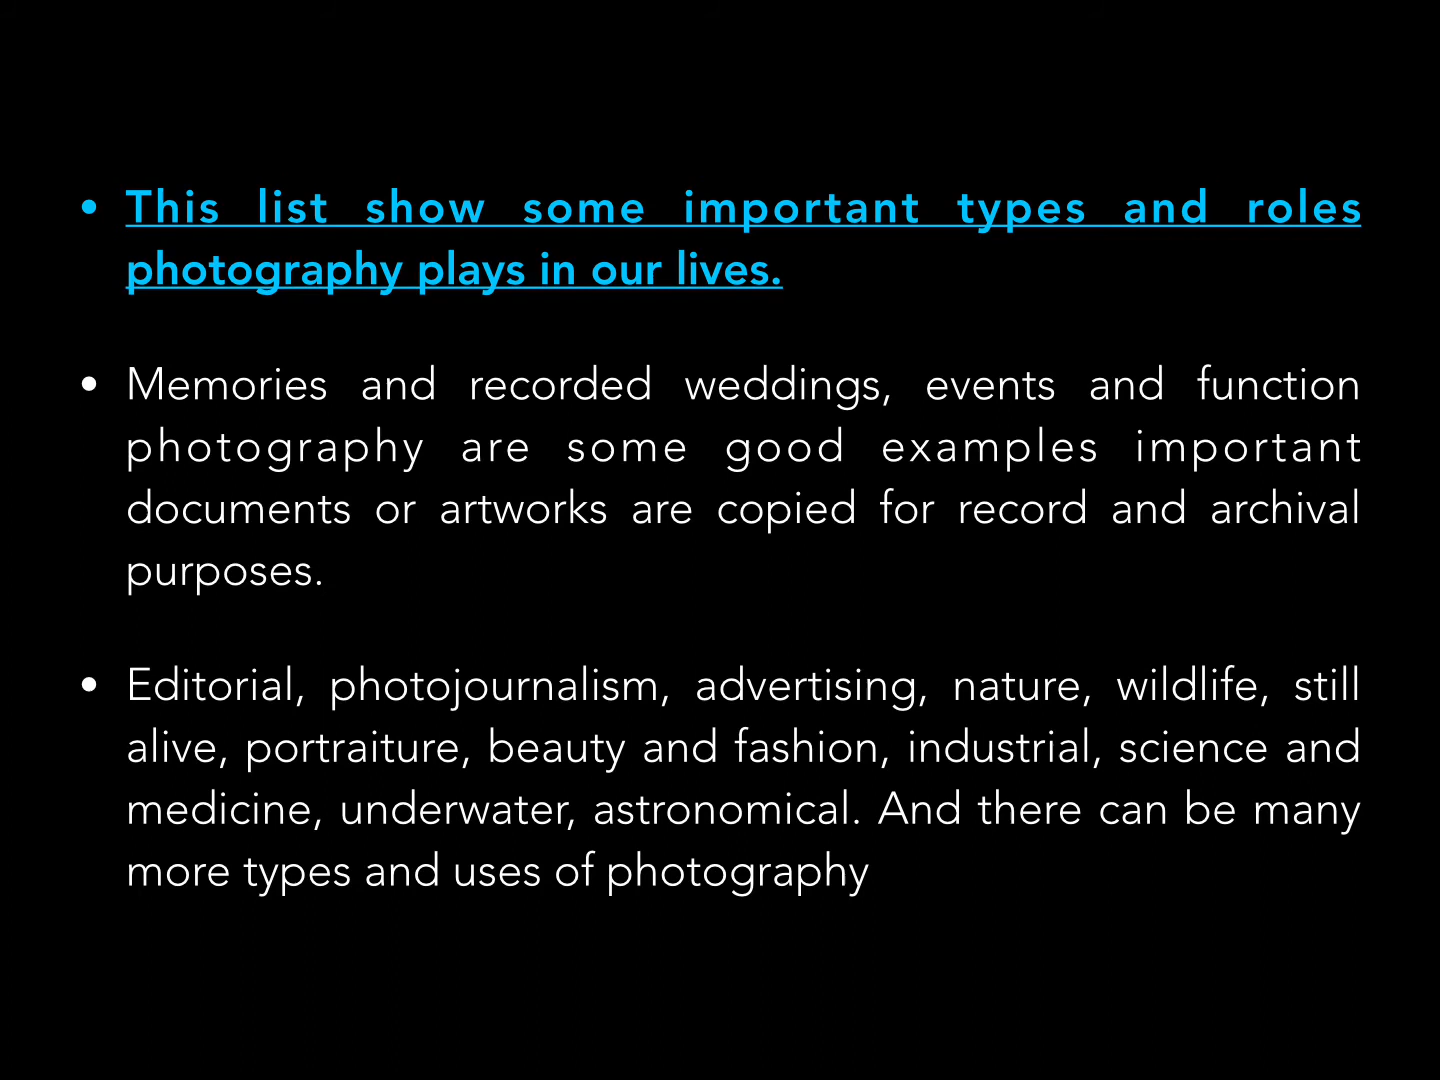 • This list show some important types and roles
photography plays in our lives.
• Memories and recorded weddings, events and function
photography are some good examples important
documents or artworks are copied for record and archival
purposes.
• Editorial, photojournalism, advertising, nature, wildlife, still
alive, portraiture, beauty and fashion, industrial, science and
medicine, underwater, astronomical. And there can be many
more types and uses of photography